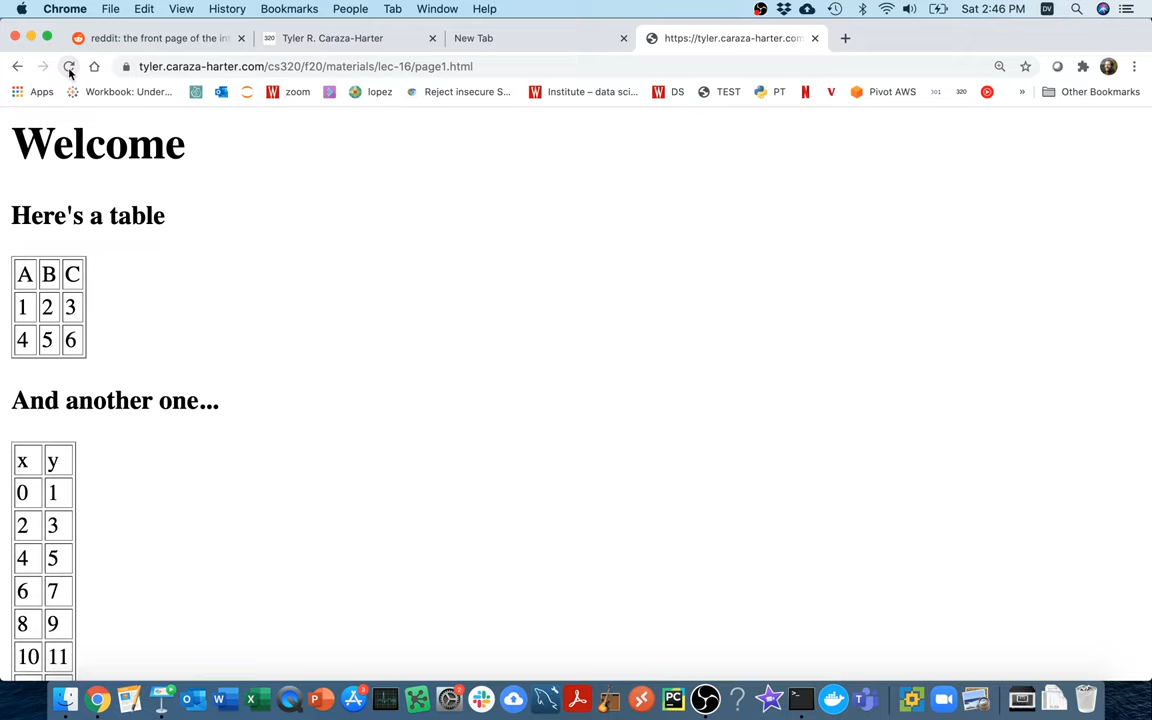 Chrome File Edit View History Bookmarks People Tab Window Help Sat 2:46 PM DV
reddit: the front page of the int
320 Tyler R. Caraza-Harter
New Tab
https://tyler.caraza-harter.com
tyler.caraza-harter.com/cs320/f20/materials/lec-16/page1.html
Apps Workbook: Under... zoom lopez Reject insecure S... Institute – data sci... DS TEST PT Pivot AWS 301 320 » Other Bookmarks
Welcome
Here's a table
A B C
1 2 3
4 5 6
And another one...
x y
0 1
2 3
4 5
6 7
8 9
10 11